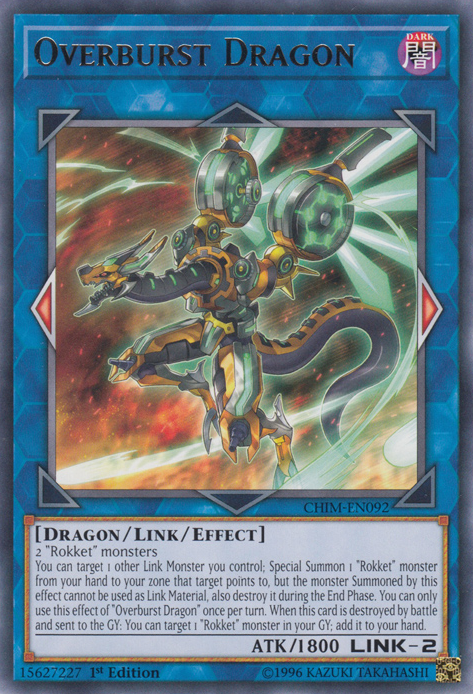 OVERBURST DRAGON
DARK
闇
CHIM-EN092
[DRAGON/LINK/EFFECT]
2 "Rokket" monsters
You can target 1 other Link Monster you control; Special Summon 1 "Rokket" monster
from your hand to your zone that target points to, but the monster Summoned by this
effect cannot be used as Link Material, also destroy it during the End Phase. You can only
use this effect of "Overburst Dragon" once per turn. When this card is destroyed by battle
and sent to the GY: You can target 1 "Rokket" monster in your GY; add it to your hand.
ATK/1800 LINK-2
15627227 1st Edition ©1996 KAZUKI TAKAHASHI